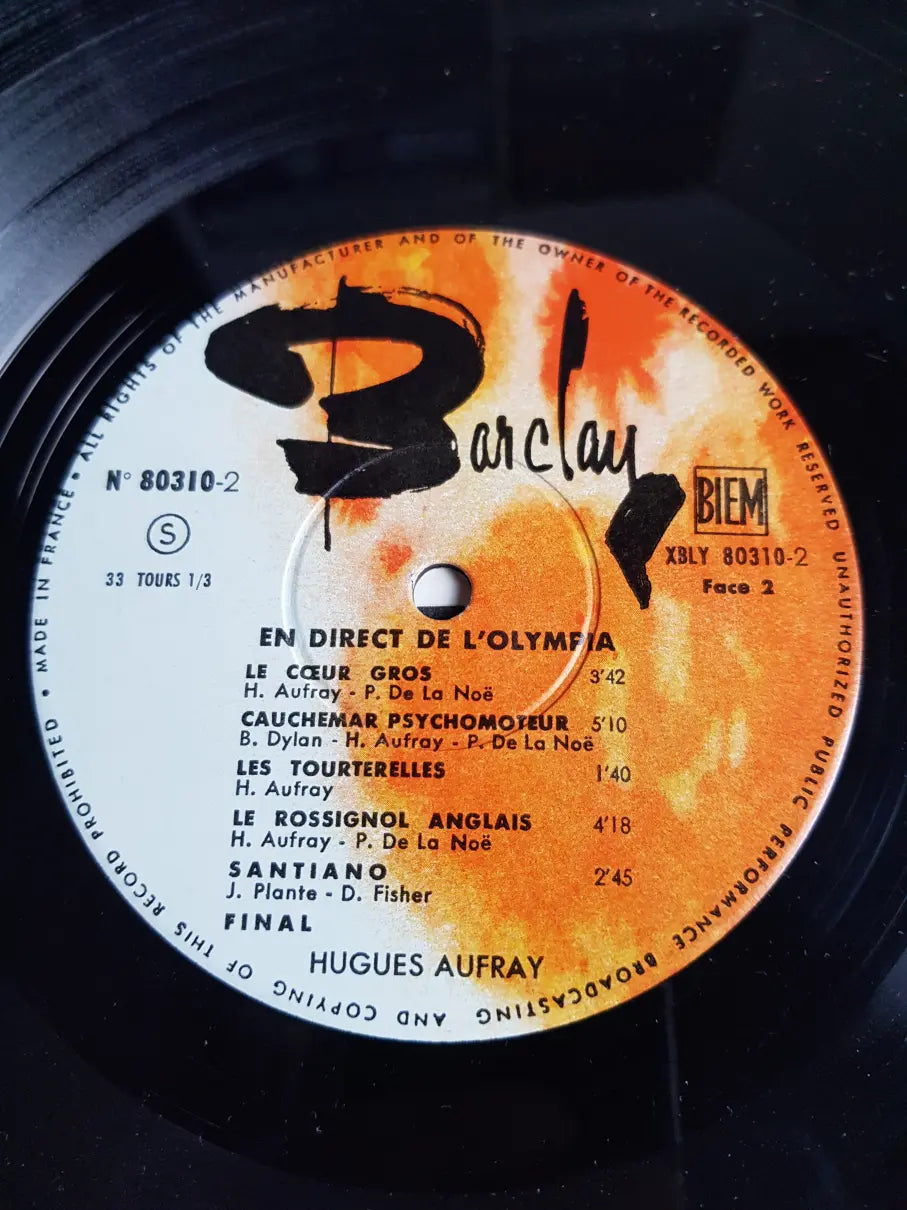 MADE IN FRANCE • ALL RIGHTS OF THE MANUFACTURER AND OF THE OWNER OF THE RECORDED WORK RESERVED UNAUTHORIZED PUBLIC PERFORMANCE BROADCASTING AND COPYING OF THIS RECORD PROHIBITED •
Barclay
N° 80310-2
BIEM
S
XBLY 80310-2
33 TOURS 1/3
Face 2
EN DIRECT DE L'OLYMPIA
LE CŒUR GROS 3'42
H. Aufray - P. De La Noë
CAUCHEMAR PSYCHOMOTEUR 5'10
B. Dylan - H. Aufray - P. De La Noë
LES TOURTERELLES 1'40
H. Aufray
LE ROSSIGNOL ANGLAIS 4'18
H. Aufray - P. De La Noë
SANTIANO 2'45
J. Plante - D. Fisher
FINAL
HUGUES AUFRAY